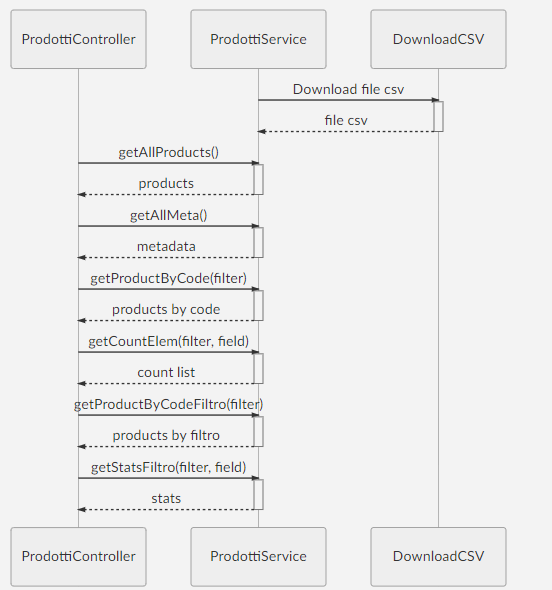 ProdottiController ProdottiService DownloadCSV
Download file csv
file csv
getAllProducts()
products
getAllMeta()
metadata
getProductByCode(filter)
products by code
getCountElem(filter, field)
count list
getProductByCodeFiltro(filter)
products by filtro
getStatsFiltro(filter, field)
stats
ProdottiController ProdottiService DownloadCSV